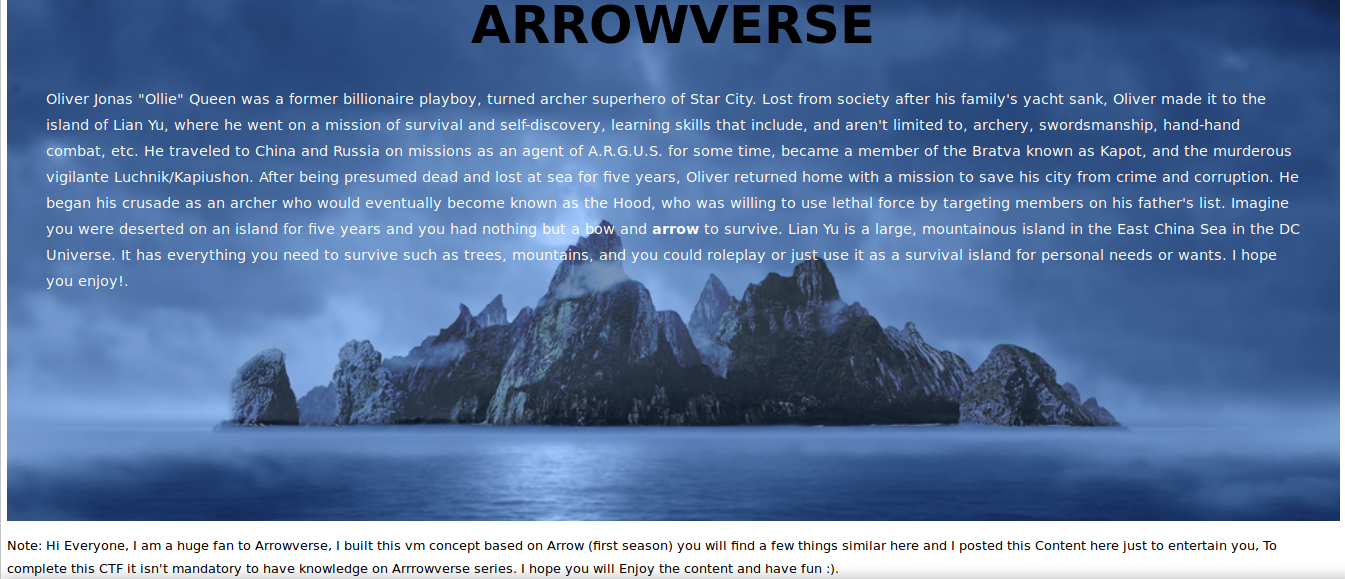 ARROWVERSE
Oliver Jonas "Ollie" Queen was a former billionaire playboy, turned archer superhero of Star City. Lost from society after his family's yacht sank, Oliver made it to the
island of Lian Yu, where he went on a mission of survival and self-discovery, learning skills that include, and aren't limited to, archery, swordsmanship, hand-hand
combat, etc. He traveled to China and Russia on missions as an agent of A.R.G.U.S. for some time, became a member of the Bratva known as Kapot, and the murderous
vigilante Luchnik/Kapiushon. After being presumed dead and lost at sea for five years, Oliver returned home with a mission to save his city from crime and corruption. He
began his crusade as an archer who would eventually become known as the Hood, who was willing to use lethal force by targeting members on his father's list. Imagine
you were deserted on an island for five years and you had nothing but a bow and arrow to survive. Lian Yu is a large, mountainous island in the East China Sea in the DC
Universe. It has everything you need to survive such as trees, mountains, and you could roleplay or just use it as a survival island for personal needs or wants. I hope
you enjoy!.
Note: Hi Everyone, I am a huge fan to Arrowverse, I built this vm concept based on Arrow (first season) you will find a few things similar here and I posted this Content here just to entertain you, To
complete this CTF it isn't mandatory to have knowledge on Arrrowverse series. I hope you will Enjoy the content and have fun :).